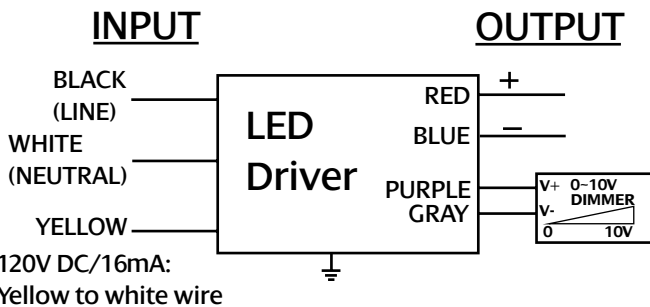 INPUT
OUTPUT
BLACK
(LINE)
WHITE
(NEUTRAL)
YELLOW
120V DC/16mA:
Yellow to white wire
LED
Driver
RED
+
BLUE
−
PURPLE
GRAY
V+ 0~10V
DIMMER
V-
0 10V